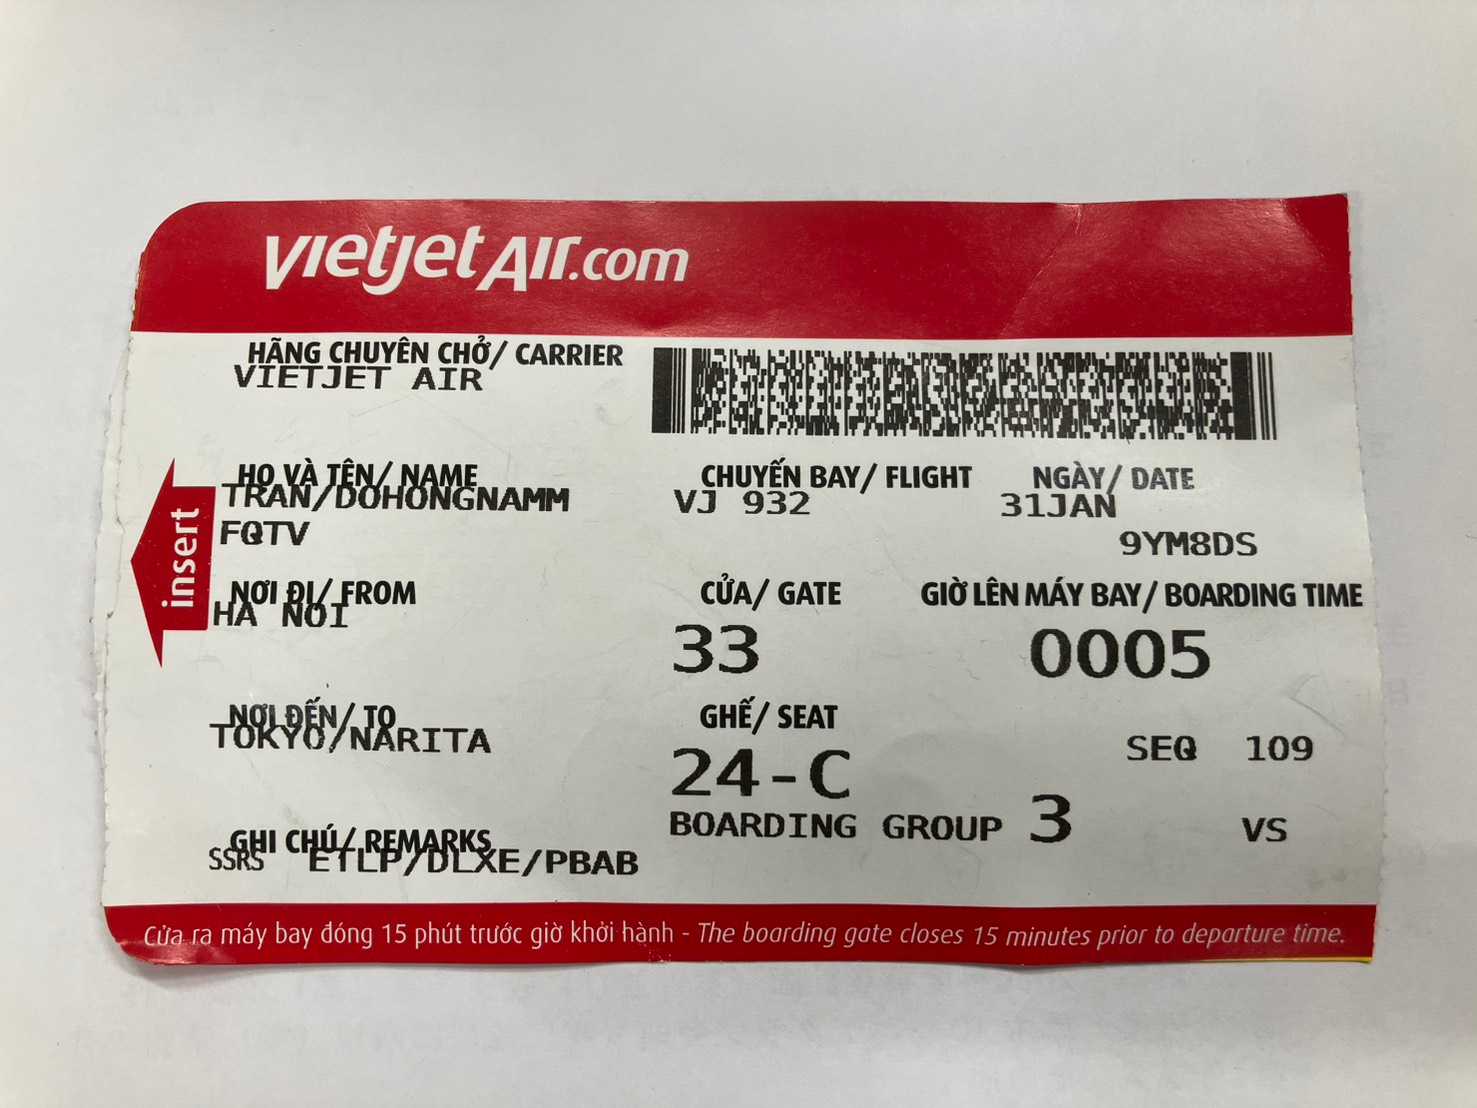 vietjet Air.com
HÃNG CHUYÊN CHỞ/ CARRIER
VIETJET AIR
HỌ VÀ TÊN/ NAME
TRAN/DOHONGNAMM
FQTV
CHUYẾN BAY/ FLIGHT
VJ 932
NGÀY/ DATE
31JAN
9YM8DS
insert
NƠI ĐI/ FROM
HA NOI
CỬA/ GATE
33
GIỜ LÊN MÁY BAY/ BOARDING TIME
0005
NƠI ĐẾN/ TO
TOKYO/NARITA
GHẾ/ SEAT
24-C
SEQ 109
BOARDING GROUP 3
VS
GHI CHÚ/ REMARKS
SSRS ETLP/DLXE/PBAB
Cửa ra máy bay đóng 15 phút trước giờ khởi hành - The boarding gate closes 15 minutes prior to departure time.